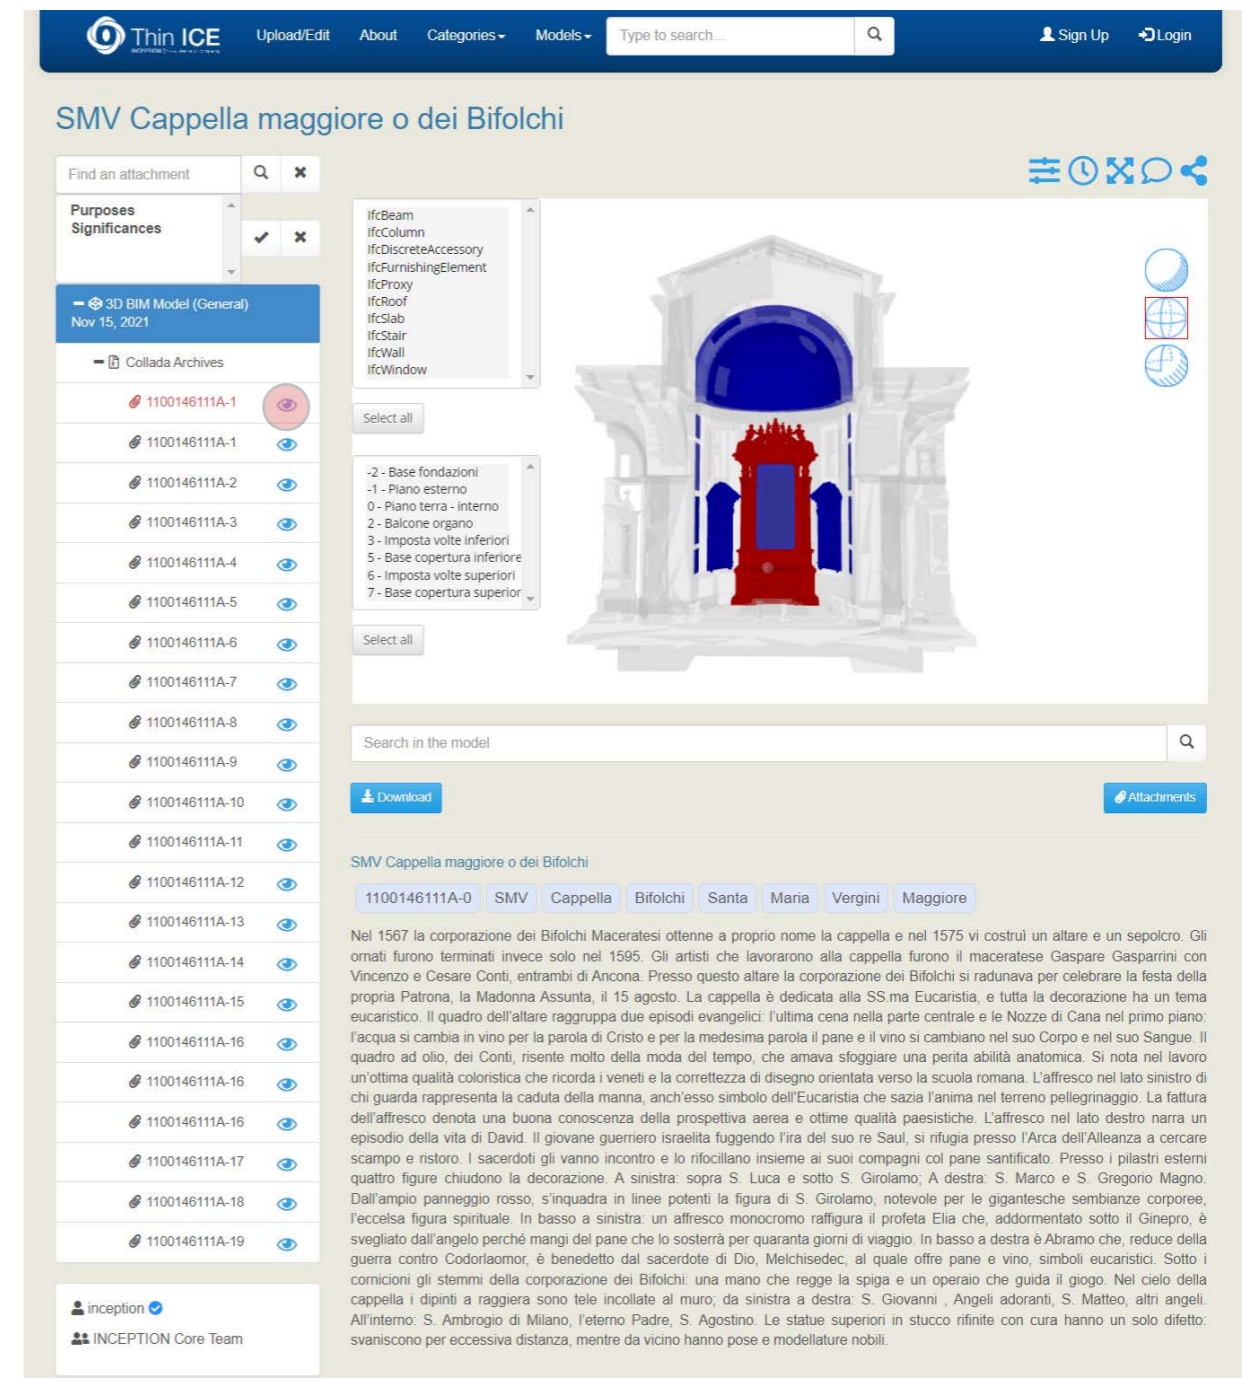 Thin ICE
Upload/Edit
About
Categories
Models
Type to search...
Sign Up
Login
SMV Cappella maggiore o dei Bifolchi
Find an attachment
Purposes
Significances
3D BIM Model (General)
Nov 15, 2021
Collada Archives
1100146111A-1
1100146111A-1
1100146111A-2
1100146111A-3
1100146111A-4
1100146111A-5
1100146111A-6
1100146111A-7
1100146111A-8
1100146111A-9
1100146111A-10
1100146111A-11
1100146111A-12
1100146111A-13
1100146111A-14
1100146111A-15
1100146111A-16
1100146111A-16
1100146111A-16
1100146111A-17
1100146111A-18
1100146111A-19
inception
INCEPTION Core Team
IfcBeam
IfcColumn
IfcDiscreteAccessory
IfcFurnishingElement
IfcProxy
IfcRoof
IfcSlab
IfcStair
IfcWall
IfcWindow
Select all
-2 - Base fondazioni
-1 - Piano esterno
0 - Piano terra - interno
2 - Balcone organo
3 - Imposta volte inferiori
5 - Base copertura inferiore
6 - Imposta volte superiori
7 - Base copertura superior
Select all
Search in the model
Download
Attachments
SMV Cappella maggiore o dei Bifolchi
1100146111A-0 SMV Cappella Bifolchi Santa Maria Vergini Maggiore
Nel 1567 la corporazione dei Bifolchi Maceratesi ottenne a proprio nome la cappella e nel 1575 vi costruì un altare e un sepolcro. Gli
ornati furono terminati invece solo nel 1595. Gli artisti che lavorarono alla cappella furono il maceratese Gaspare Gasparrini con
Vincenzo e Cesare Conti, entrambi di Ancona. Presso questo altare la corporazione dei Bifolchi si radunava per celebrare la festa della
propria Patrona, la Madonna Assunta, il 15 agosto. La cappella è dedicata alla SS.ma Eucaristia, e tutta la decorazione ha un tema
eucaristico. Il quadro dell'altare raggruppa due episodi evangelici: l'ultima cena nella parte centrale e le Nozze di Cana nel primo piano:
l'acqua si cambia in vino per la parola di Cristo e per la medesima parola il pane e il vino si cambiano nel suo Corpo e nel suo Sangue. Il
quadro ad olio, dei Conti, risente molto della moda del tempo, che amava sfoggiare una perita abilità anatomica. Si nota nel lavoro
un'ottima qualità coloristica che ricorda i veneti e la correttezza di disegno orientata verso la scuola romana. L'affresco nel lato sinistro di
chi guarda rappresenta la caduta della manna, anch'esso simbolo dell'Eucaristia che sazia l'anima nel terreno pellegrinaggio. La fattura
dell'affresco denota una buona conoscenza della prospettiva aerea e ottime qualità paesistiche. L'affresco nel lato destro narra un
episodio della vita di David. Il giovane guerriero israelita fuggendo l'ira del suo re Saul, si rifugia presso l'Arca dell'Alleanza a cercare
scampo e ristoro. I sacerdoti gli vanno incontro e lo rifocillano insieme ai suoi compagni col pane santificato. Presso i pilastri esterni
quattro figure chiudono la decorazione. A sinistra: sopra S. Luca e sotto S. Girolamo; A destra: S. Marco e S. Gregorio Magno.
Dall'ampio panneggio rosso, s'inquadra in linee potenti la figura di S. Girolamo, notevole per le gigantesche sembianze corporee,
l'eccelsa figura spirituale. In basso a sinistra: un affresco monocromo raffigura il profeta Elia che, addormentato sotto il Ginepro, è
svegliato dall'angelo perché mangi del pane che lo sosterrà per quaranta giorni di viaggio. In basso a destra è Abramo che, reduce della
guerra contro Codorlaomor, è benedetto dal sacerdote di Dio, Melchisedec, al quale offre pane e vino, simboli eucaristici. Sotto i
cornicioni gli stemmi della corporazione dei Bifolchi: una mano che regge la spiga e un operaio che guida il giogo. Nel cielo della
cappella i dipinti a raggiera sono tele incollate al muro; da sinistra a destra: S. Giovanni , Angeli adoranti, S. Matteo, altri angeli.
All'interno: S. Ambrogio di Milano, l'eterno Padre, S. Agostino. Le statue superiori in stucco rifinite con cura hanno un solo difetto:
svaniscono per eccessiva distanza, mentre da vicino hanno pose e modellature nobili.